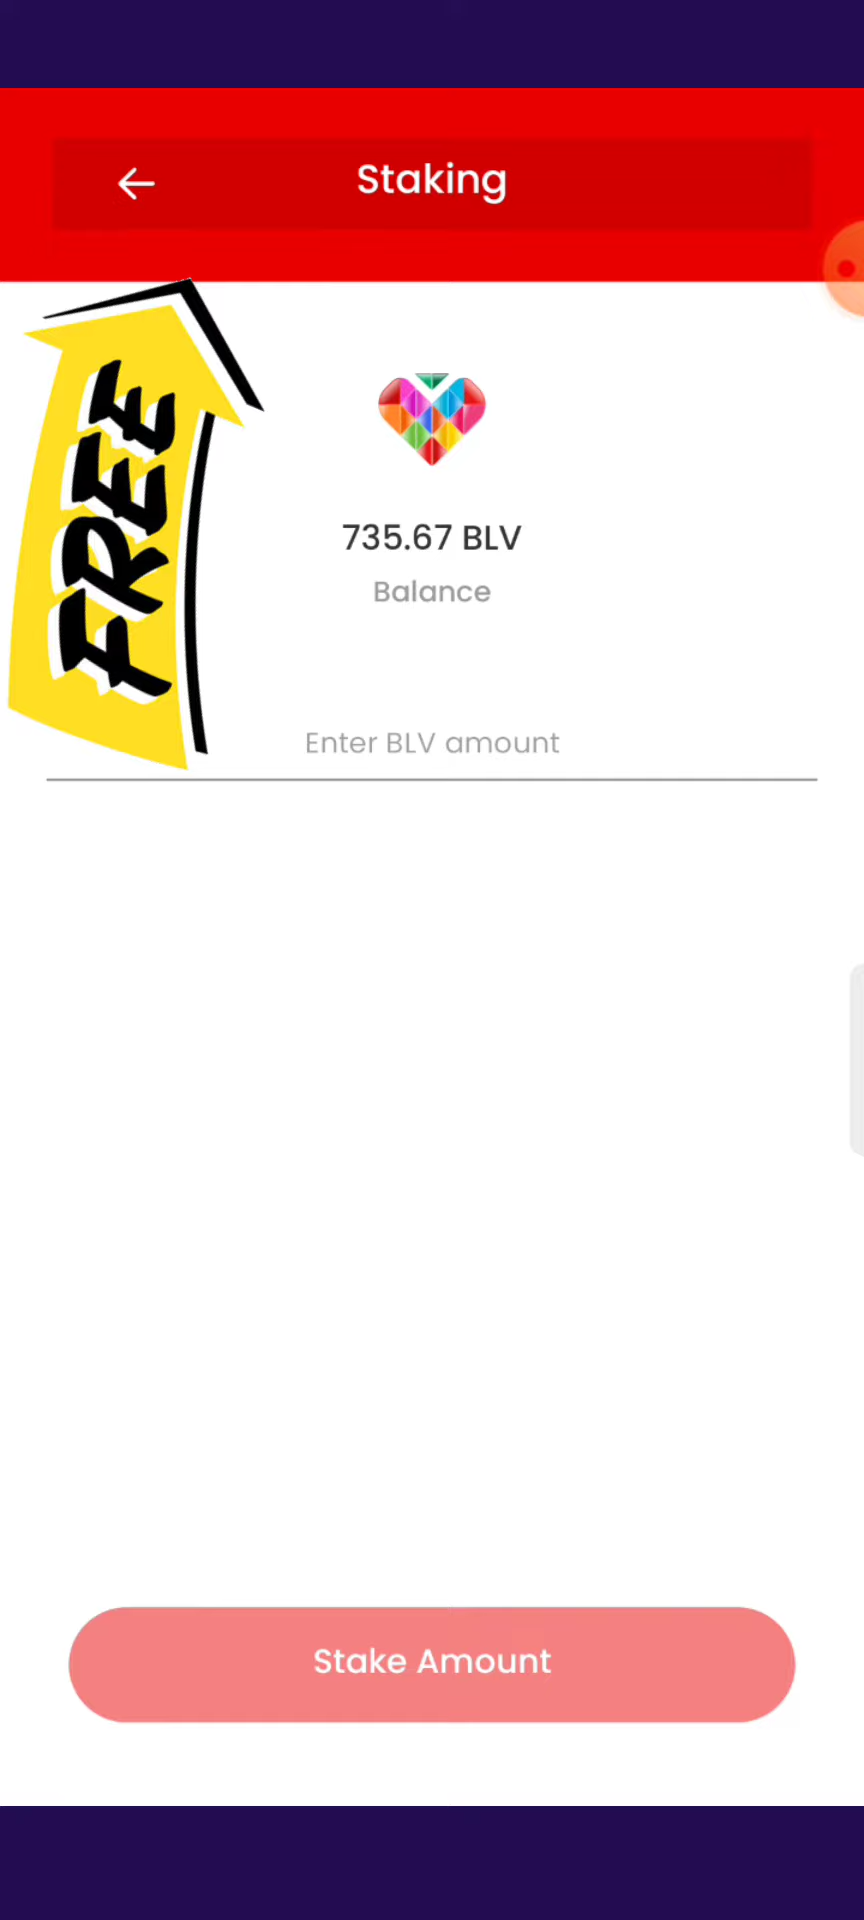 Staking
FREE
735.67 BLV
Balance
Enter BLV amount
Stake Amount